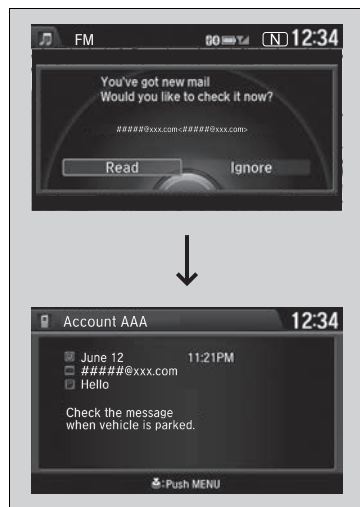 FM N 12:34
You've got new mail
Would you like to check it now?
#####@xxx.com<#####@xxx.com>
Read Ignore
Account AAA 12:34
June 12 11:21PM
#####@xxx.com
Hello
Check the message
when vehicle is parked.
:Push MENU